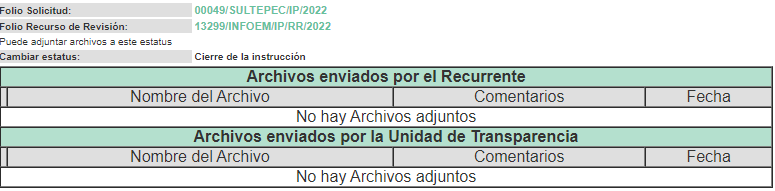 Folio Solicitud: 00049/SULTEPEC/IP/2022
Folio Recurso de Revisión: 13299/INFOEM/IP/RR/2022
Puede adjuntar archivos a este estatus
Cambiar estatus: Cierre de la instrucción
Archivos enviados por el Recurrente
Nombre del Archivo Comentarios Fecha
No hay Archivos adjuntos
Archivos enviados por la Unidad de Transparencia
Nombre del Archivo Comentarios Fecha
No hay Archivos adjuntos